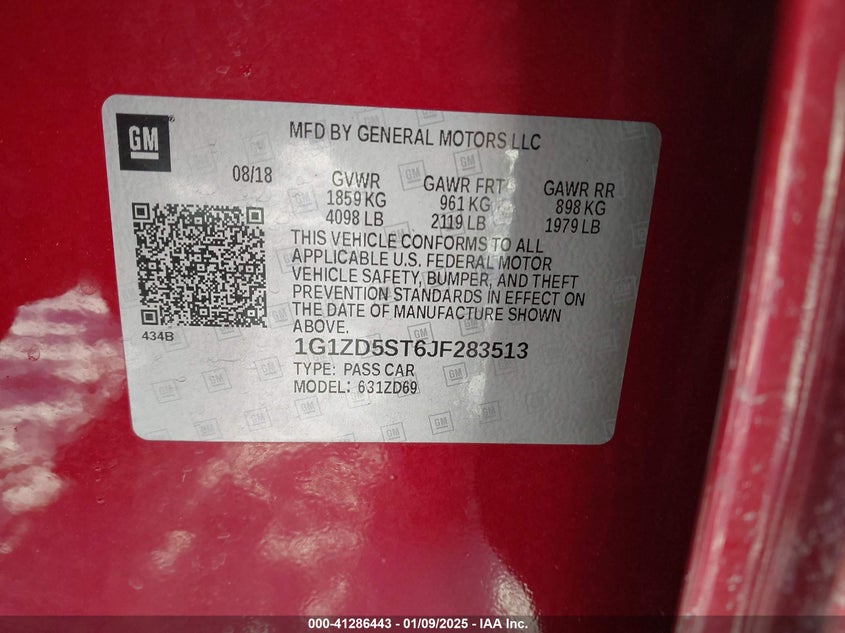 GM
MFD BY GENERAL MOTORS LLC
08/18
GVWR
1859 KG
4098 LB
GAWR FRT
961 KG
2119 LB
GAWR RR
898 KG
1979 LB
THIS VEHICLE CONFORMS TO ALL
APPLICABLE U.S. FEDERAL MOTOR
VEHICLE SAFETY, BUMPER, AND THEFT
PREVENTION STANDARDS IN EFFECT ON
THE DATE OF MANUFACTURE SHOWN
ABOVE.
434B
1G1ZD5ST6JF283513
TYPE: PASS CAR
MODEL: 631ZD69
000-41286443 - 01/09/2025 - IAA Inc.